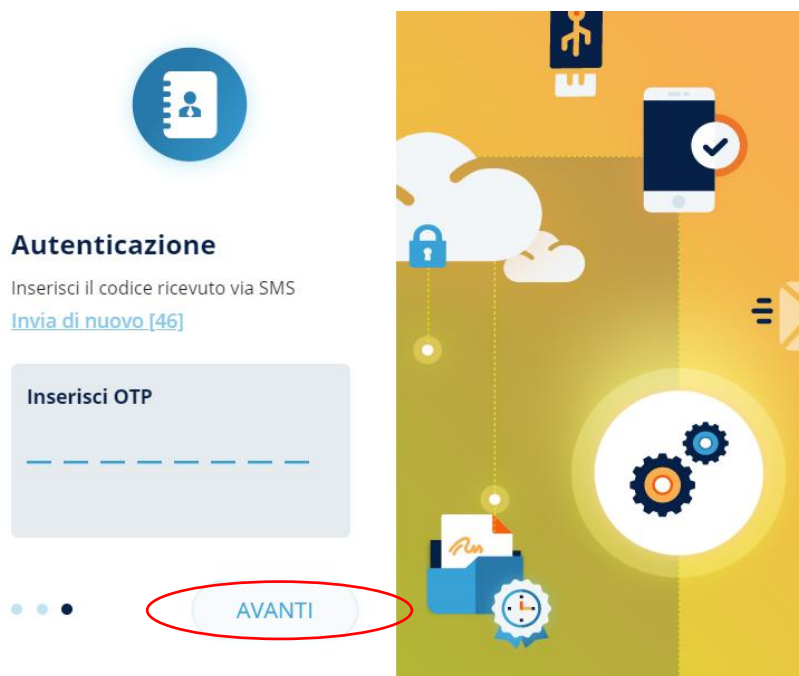 Autenticazione
Inserisci il codice ricevuto via SMS
Invia di nuovo [46]
Inserisci OTP
AVANTI